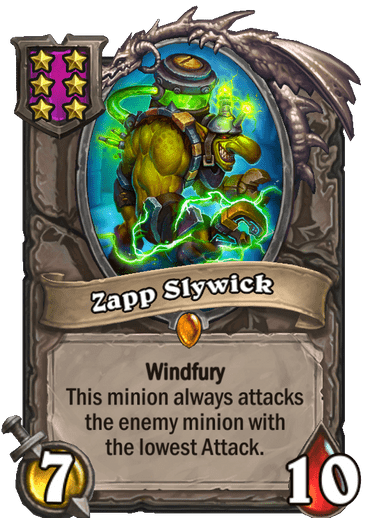 Zapp Slywick
Windfury
This minion always attacks
the enemy minion with
the lowest Attack.
7
10